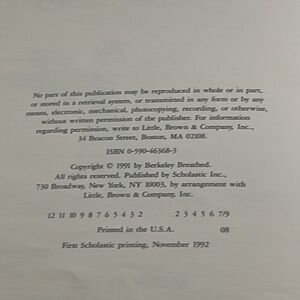 No part of this publication may be reproduced in whole or in part,
or stored in a retrieval system, or transmitted in any form or by any
means, electronic, mechanical, photocopying, recording, or otherwise,
without written permission of the publisher. For information
regarding permission, write to Little, Brown & Company, Inc.,
34 Beacon Street, Boston, MA 02108.
ISBN 0-590-46368-3
Copyright © 1991 by Berkeley Breathed.
All rights reserved. Published by Scholastic Inc.,
730 Broadway, New York, NY 10003, by arrangement with
Little, Brown & Company, Inc.
12 11 10 9 8 7 6 5 4 3 2 2 3 4 5 6 7/9
Printed in the U.S.A. 08
First Scholastic printing, November 1992